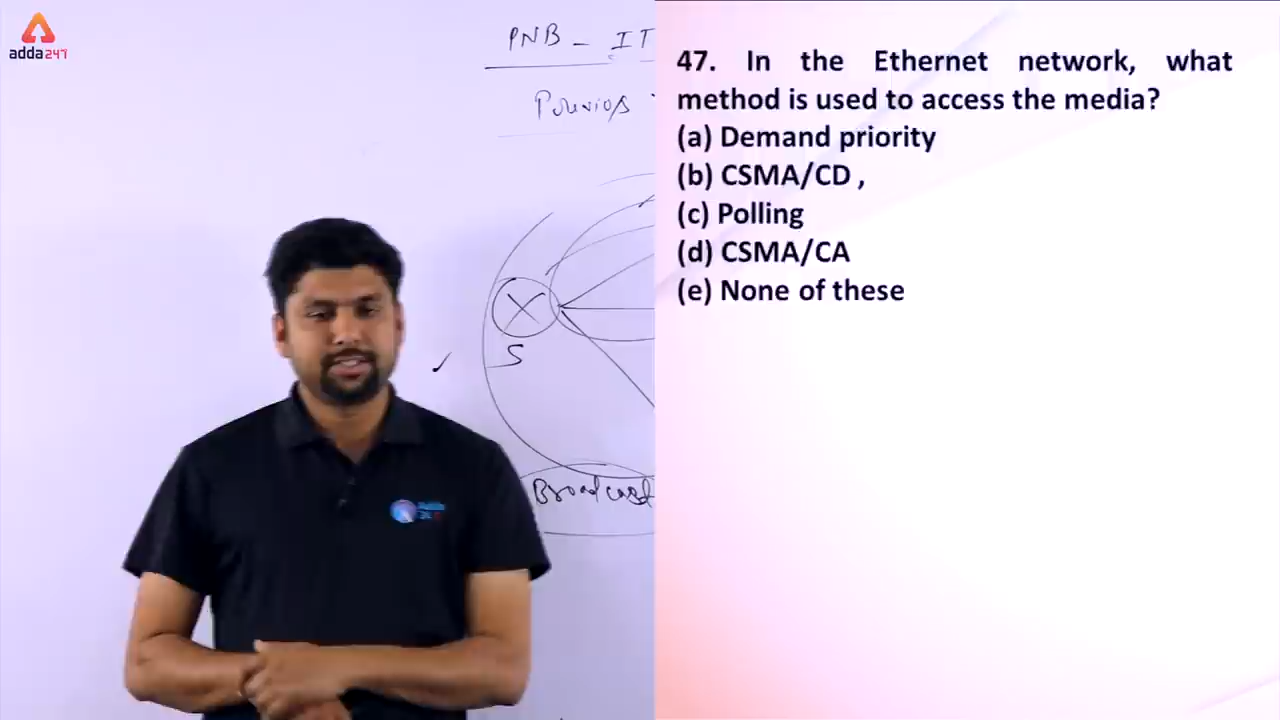 adda247
PNB - IT
47. In the Ethernet network, what
method is used to access the media?
(a) Demand priority
(b) CSMA/CD ,
(c) Polling
(d) CSMA/CA
(e) None of these
S
Broadcast